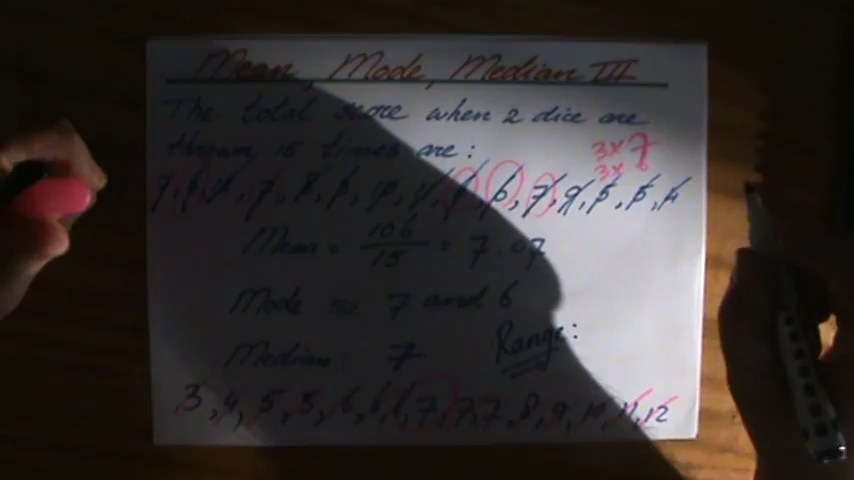 Mean, Mode, Median III
The total score when 2 dice are
thrown 15 times are:
3x7
3x6
Mean = 106/15 = 7.07
Mode = 7 and 6
Median: 7
Range:
3, 4, 5, 5, 6, 6, 6, 7, 7, 7, 8, 9, 10, 11, 12